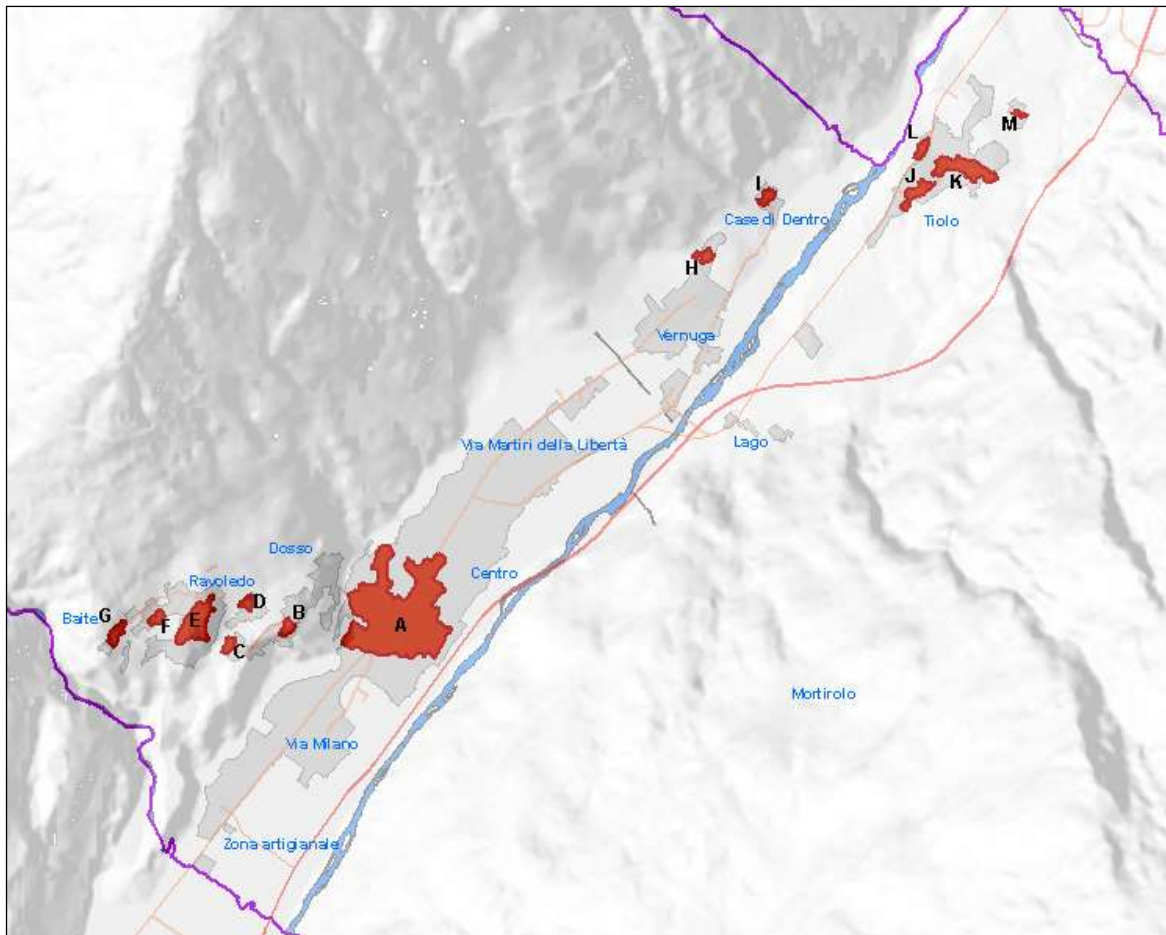 M
L
K
J
I
Case di Dentro
Tiolo
H
Vernuga
Via Martiri della Libertà
Lago
Dosso
Centro
Ravoledo
D
B
G
Baite
F
E
A
C
Mortirolo
Via Milano
Zona artigianale